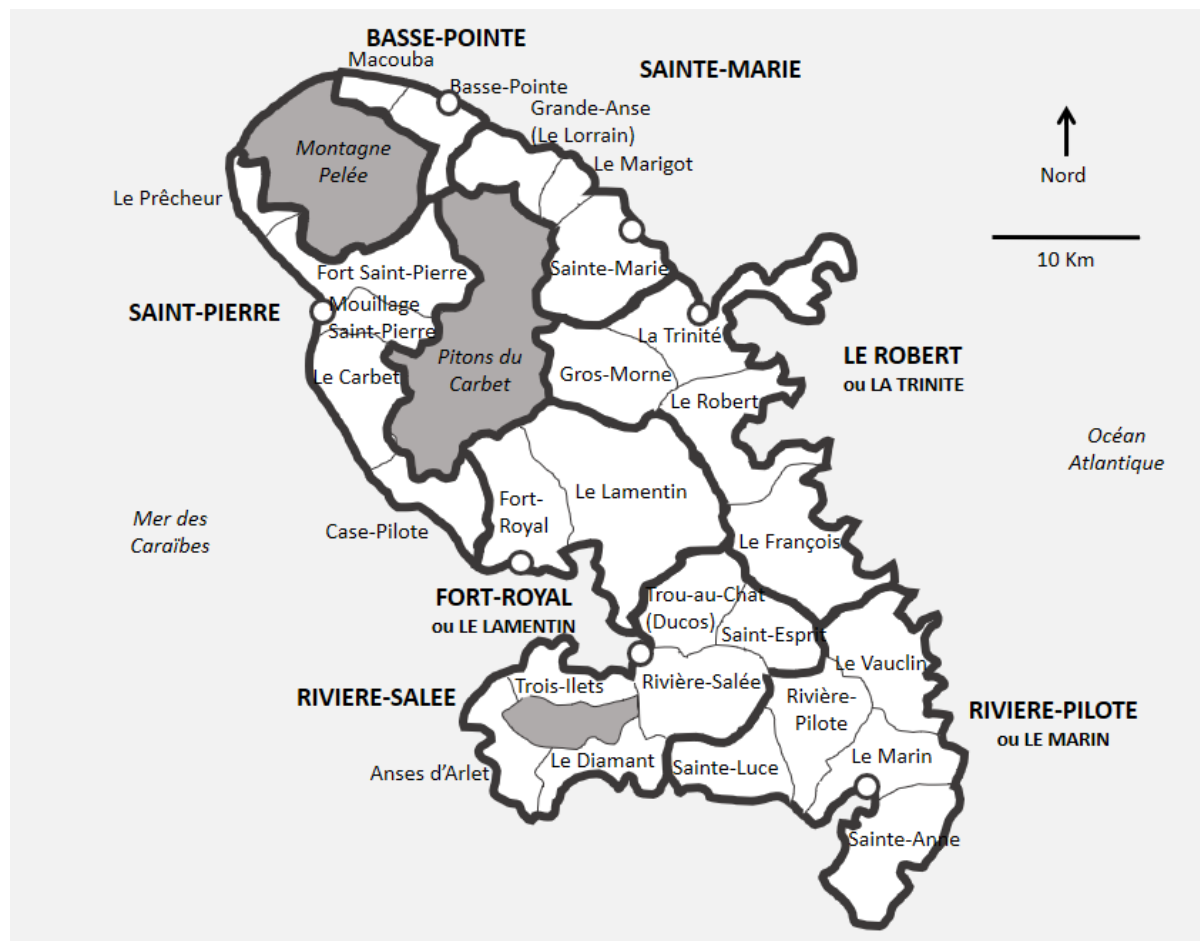 BASSE-POINTE
Macouba
SAINTE-MARIE
Basse-Pointe
Grande-Anse
(Le Lorrain)
Montagne
Pelée
Le Marigot
Nord
Le Prêcheur
10 Km
Sainte-Marie
Fort Saint-Pierre
Mouillage
SAINT-PIERRE
Saint-Pierre
La Trinité
LE ROBERT
ou LA TRINITE
Pitons du
Carbet
Le Carbet
Gros-Morne
Le Robert
Océan
Atlantique
Le Lamentin
Fort-
Royal
Mer des
Caraïbes
Case-Pilote
Le François
FORT-ROYAL
ou LE LAMENTIN
Trou-au-Chat
(Ducos)
Saint-Esprit
Le Vauclin
RIVIERE-SALEE
Trois-Ilets
Rivière-Salée
Rivière-
Pilote
RIVIERE-PILOTE
ou LE MARIN
Anses d'Arlet
Le Diamant
Sainte-Luce
Le Marin
Sainte-Anne